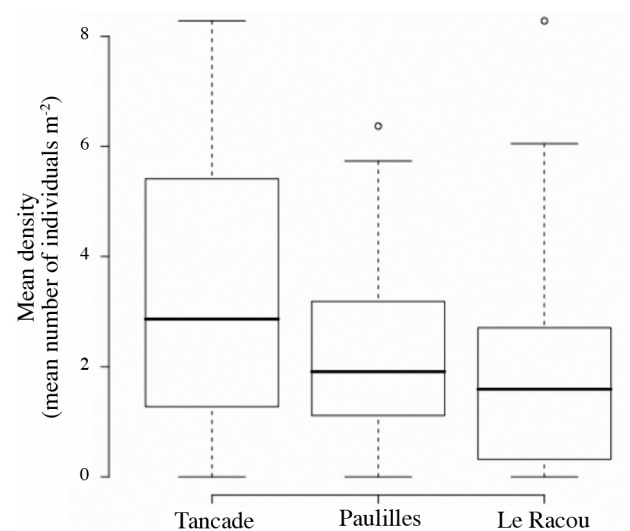 Mean density
(mean number of individuals m-2)
8
6
4
2
0
Tancade
Paulilles
Le Racou